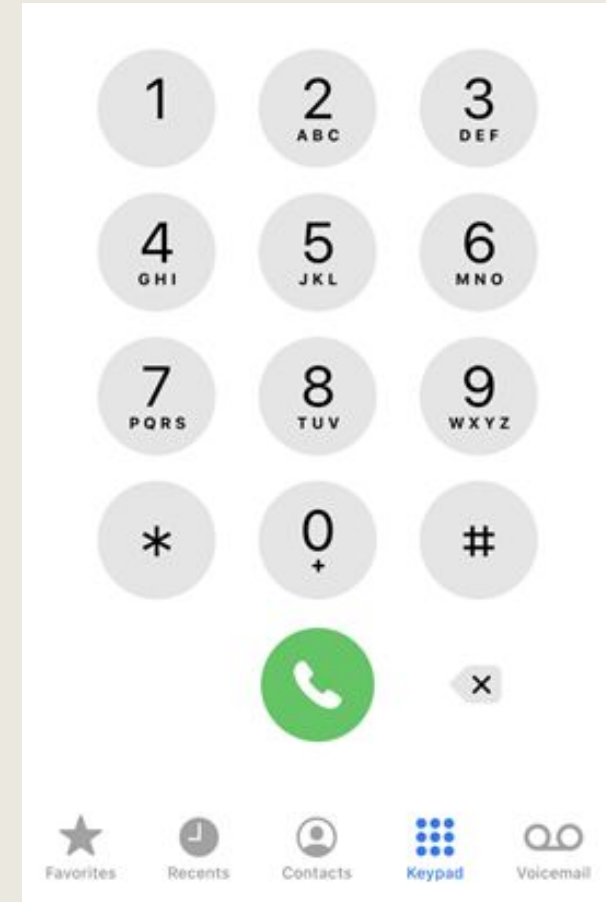 1 2 3
ABC DEF
4 5 6
GHI JKL MNO
7 8 9
PQRS TUV WXYZ
* 0 #
+
Favorites Recents Contacts Keypad Voicemail